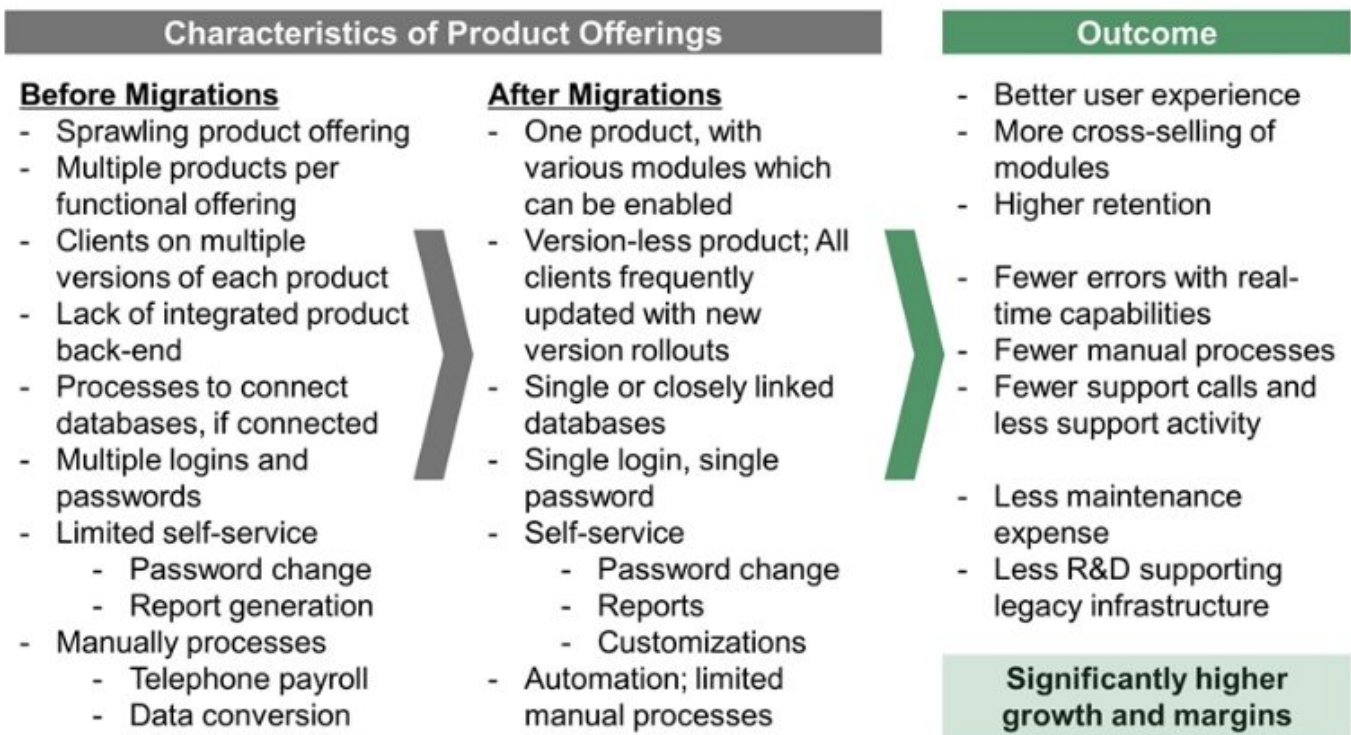 Characteristics of Product Offerings
Before Migrations
- Sprawling product offering
- Multiple products per
functional offering
- Clients on multiple
versions of each product
- Lack of integrated product
back-end
- Processes to connect
databases, if connected
- Multiple logins and
passwords
- Limited self-service
- Password change
- Report generation
- Manually processes
- Telephone payroll
- Data conversion
After Migrations
- One product, with
various modules which
can be enabled
- Version-less product; All
clients frequently
updated with new
version rollouts
- Single or closely linked
databases
- Single login, single
password
- Self-service
- Password change
- Reports
- Customizations
- Automation; limited
manual processes
Outcome
- Better user experience
- More cross-selling of
modules
- Higher retention
- Fewer errors with real-
time capabilities
- Fewer manual processes
- Fewer support calls and
less support activity
- Less maintenance
expense
- Less R&D supporting
legacy infrastructure
Significantly higher
growth and margins